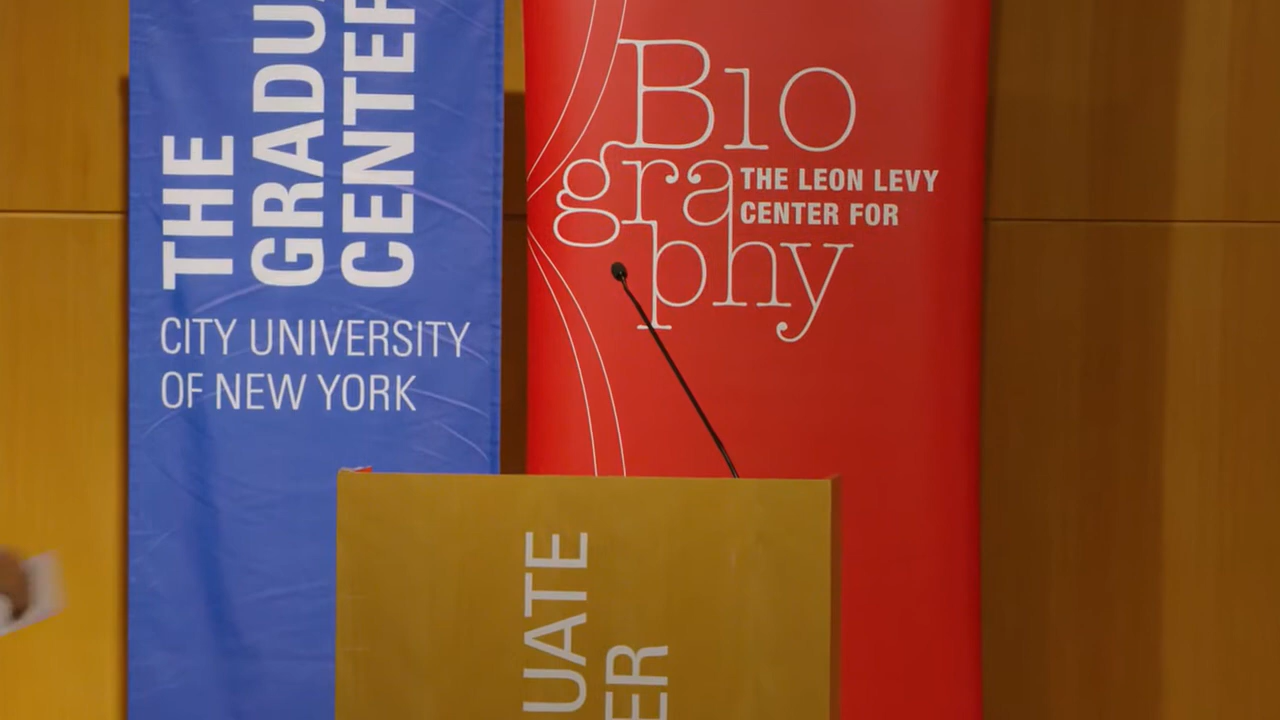 THE
GRADU
CENTER
CITY UNIVERSITY
OF NEW YORK
Bio
gra
phy
THE LEON LEVY
CENTER FOR
UATE
ER